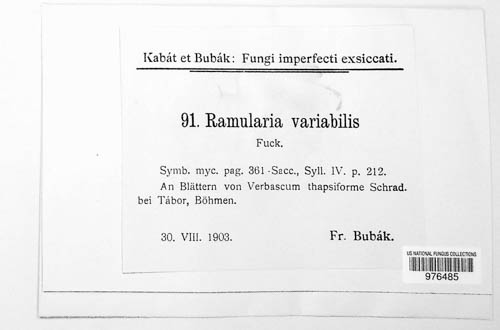 Kabát et Bubák: Fungi imperfecti exsiccati.
91. Ramularia variabilis
Fuck.
Symb. myc. pag. 361 - Sacc., Syll. IV. p. 212.
An Blättern von Verbascum thapsiforme Schrad.
bei Tábor, Böhmen.
30. VIII. 1903. Fr. Bubák.
US NATIONAL FUNGUS COLLECTIONS
976485